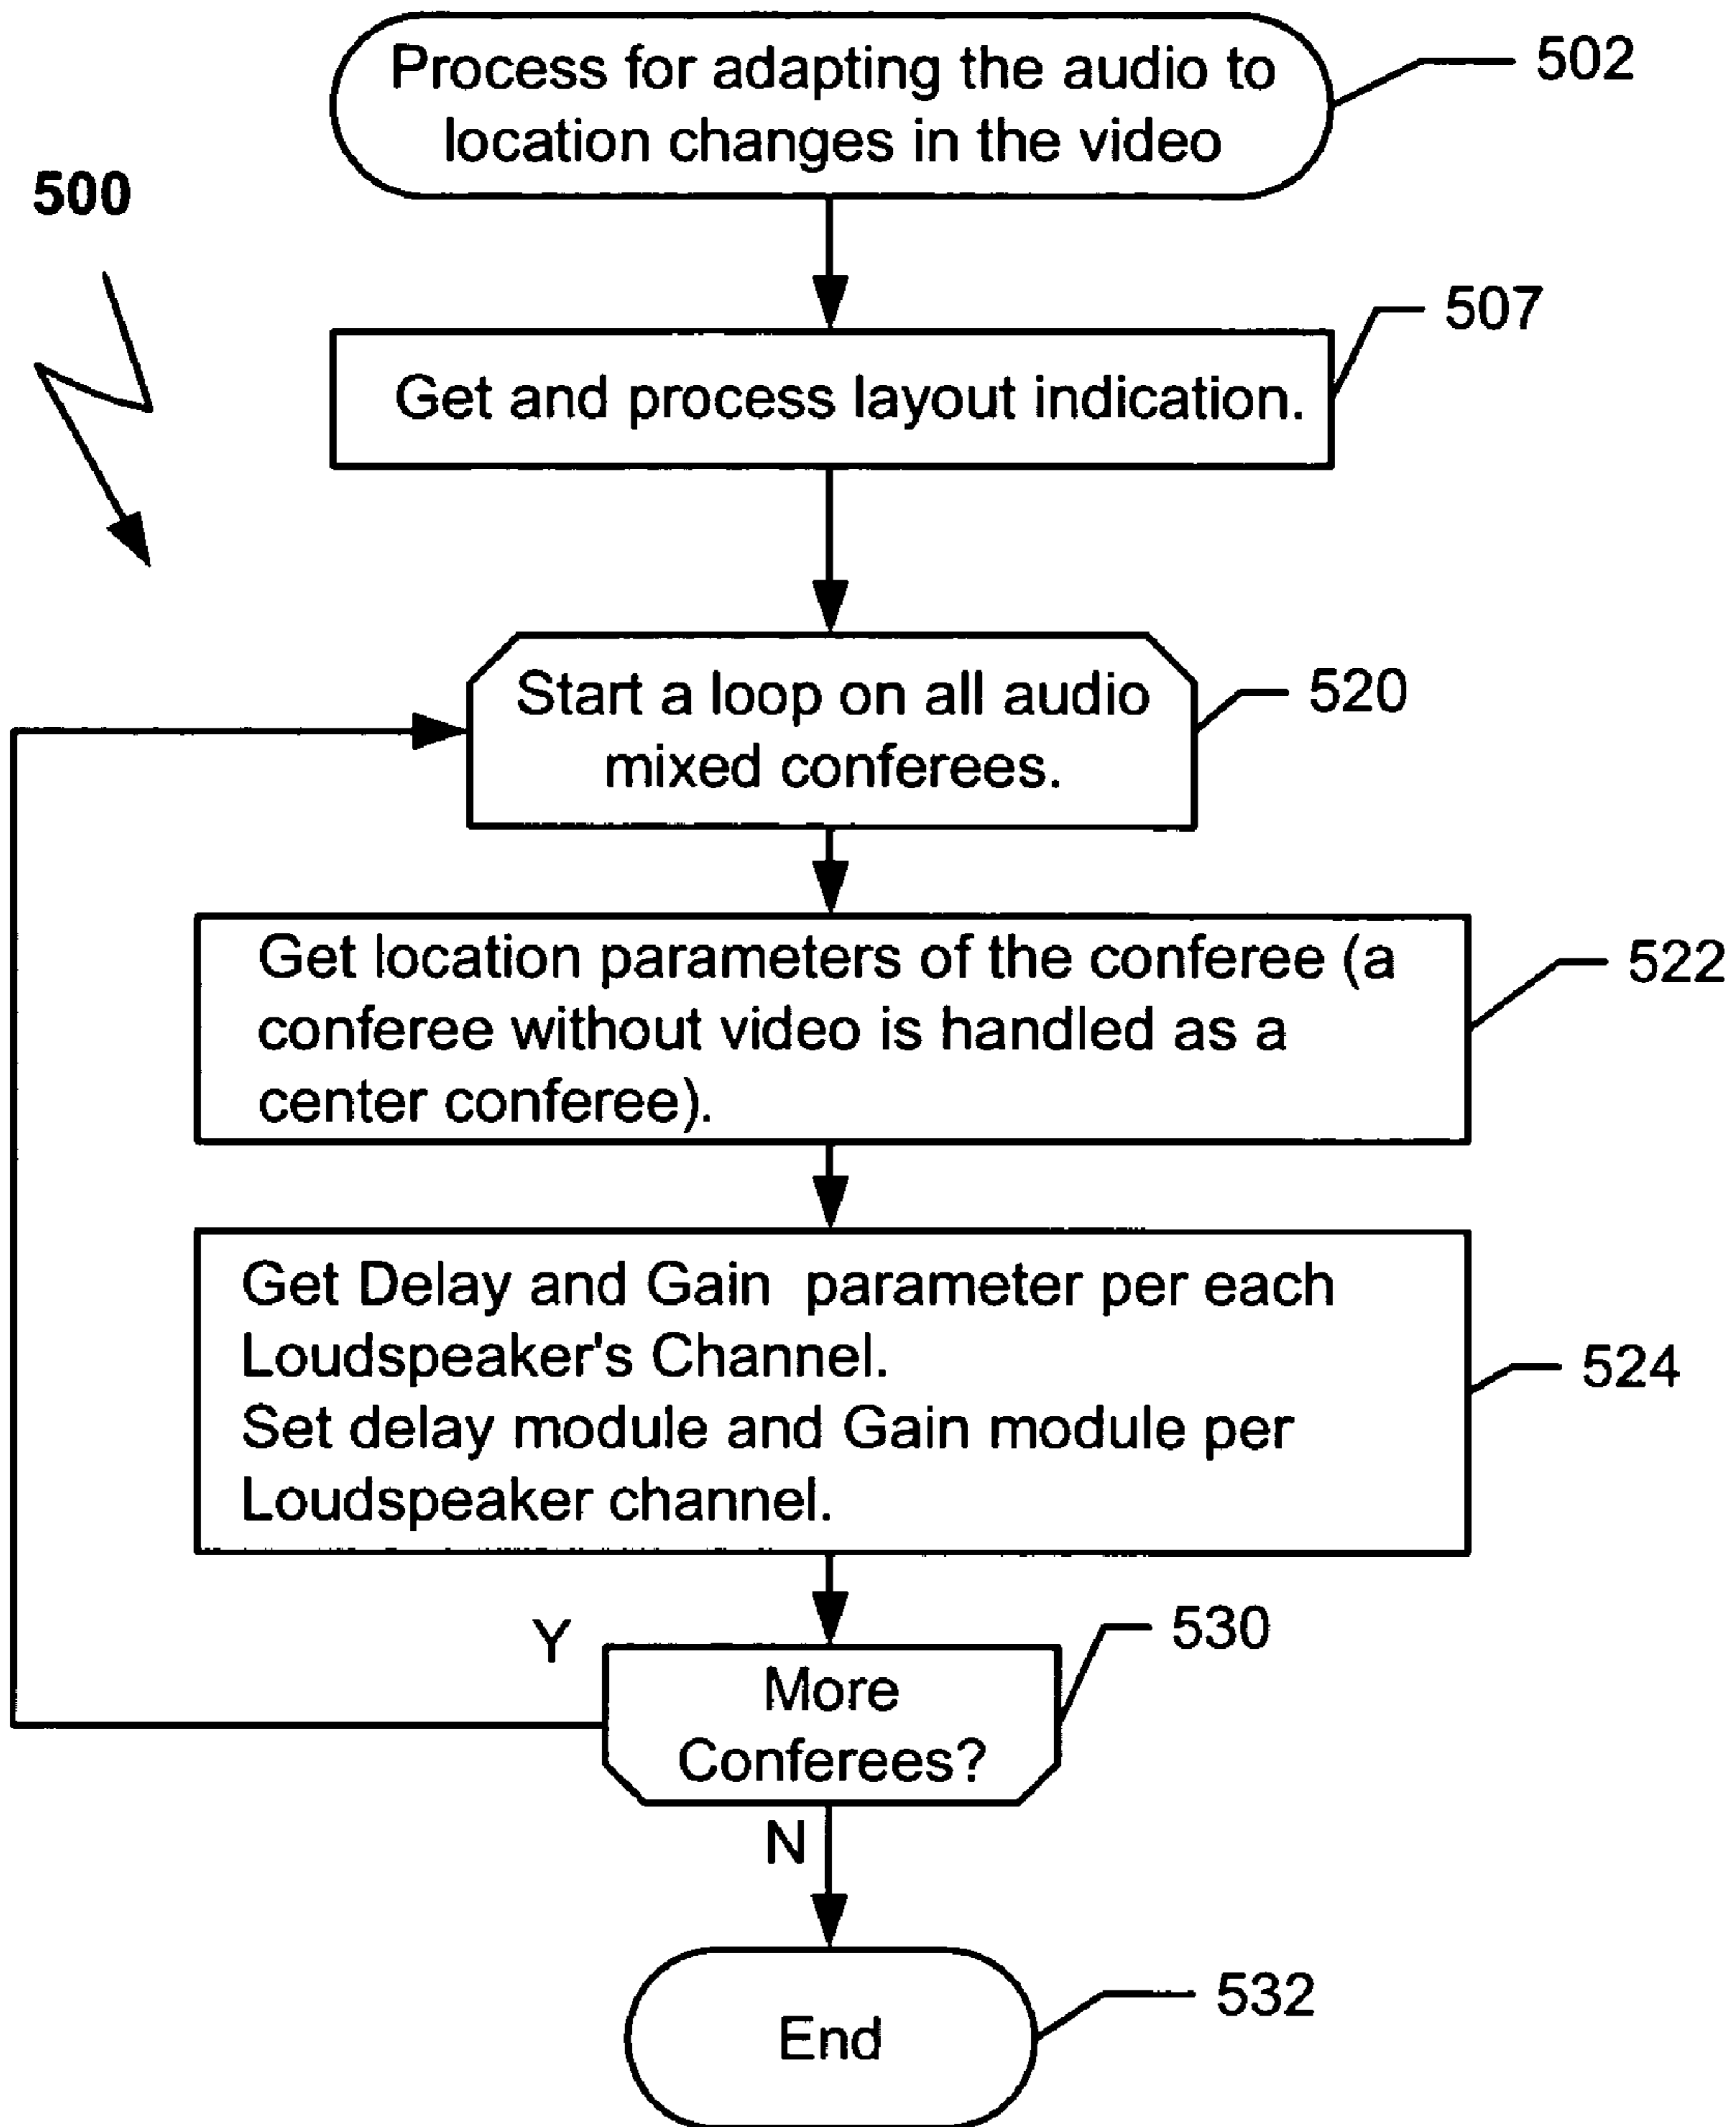 Process for adapting the audio to
location changes in the video
502
500
507
Get and process layout indication.
Start a loop on all audio
mixed conferees.
520
Get location parameters of the conferee (a
conferee without video is handled as a
center conferee).
522
Get Delay and Gain parameter per each
Loudspeaker's Channel.
Set delay module and Gain module per
Loudspeaker channel.
524
Y
530
More
Conferees?
N
532
End